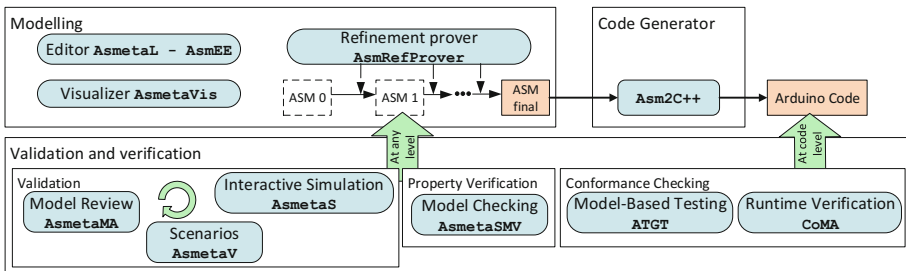 Modelling
Editor AsmetaL - AsmEE
Visualizer AsmetaVis
Refinement prover
AsmRefProver
ASM 0
ASM 1
ASM
final
Code Generator
Asm2C++
Arduino Code
At any
level
At code
level
Validation and verification
Validation
Model Review
AsmetaMA
Scenarios
AsmetaV
Interactive Simulation
AsmetaS
Property Verification
Model Checking
AsmetaSMV
Conformance Checking
Model-Based Testing
ATGT
Runtime Verification
CoMA